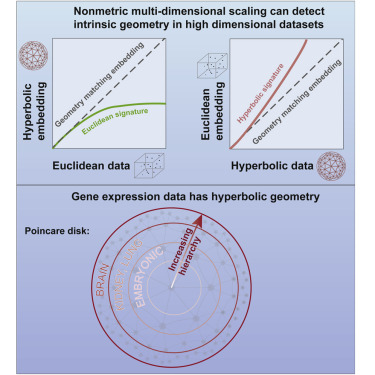 Nonmetric multi-dimensional scaling can detect
intrinsic geometry in high dimensional datasets
Hyperbolic
embedding
Geometry matching embedding
Euclidean signature
Euclidean data
Euclidean
embedding
Hyperbolic signature
Geometry matching embedding
Hyperbolic data
Gene expression data has hyperbolic geometry
Poincare disk:
BRAIN
EMBRYONIC
Increasing
hierarchy